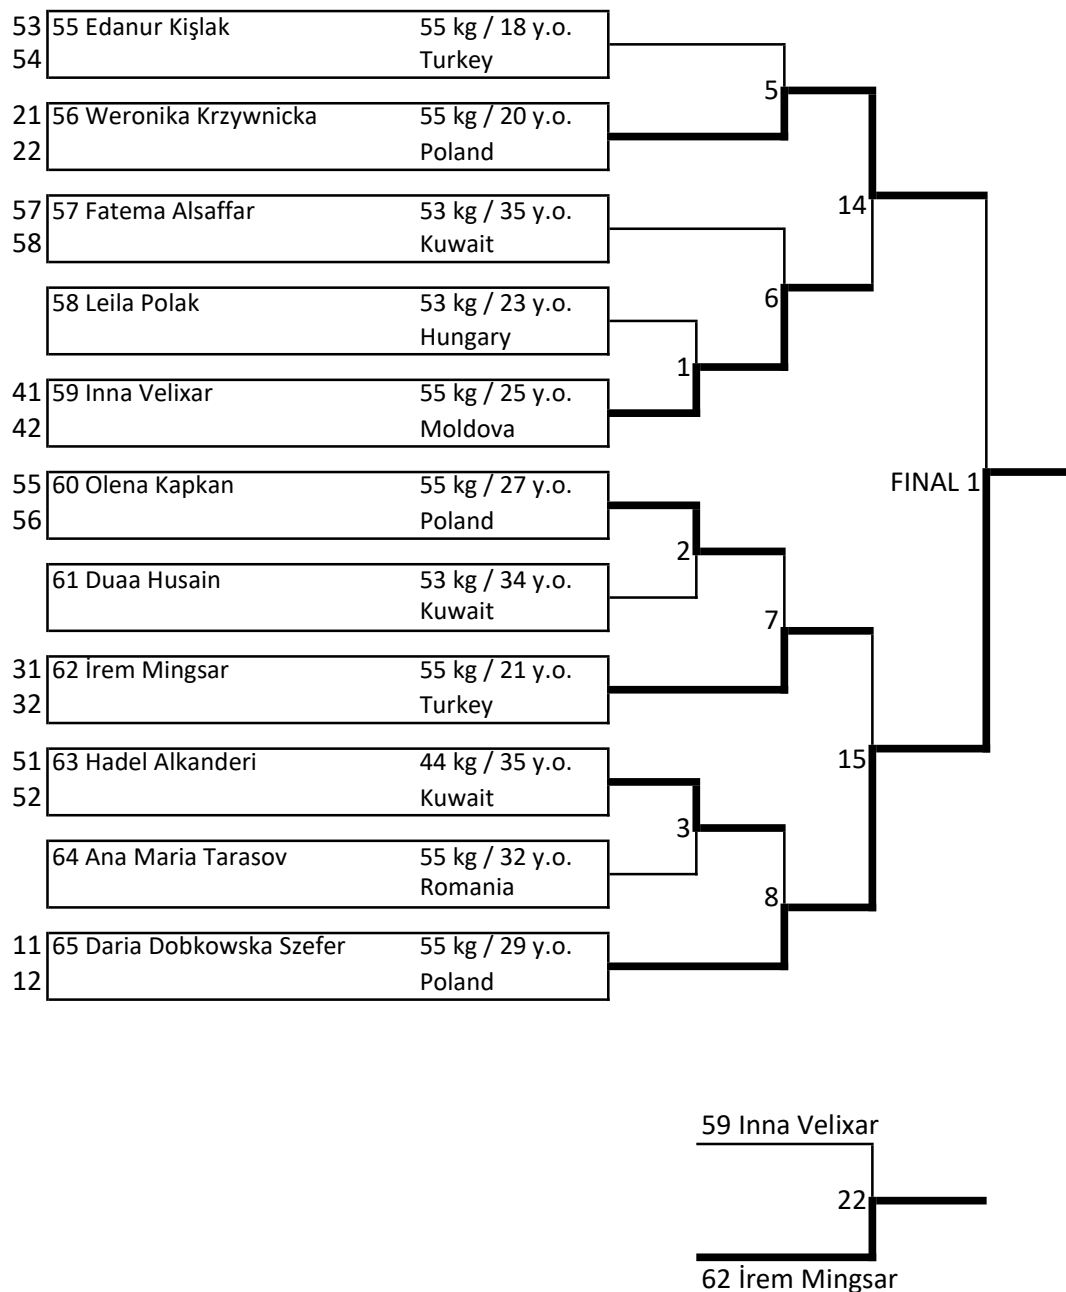 53 55 Edanur Kişlak 55 kg / 18 y.o.
54 Turkey
5
21 56 Weronika Krzywnicka 55 kg / 20 y.o.
22 Poland
57 57 Fatema Alsaffar 53 kg / 35 y.o. 14
58 Kuwait
58 Leila Polak 53 kg / 23 y.o. 6
Hungary
1
41 59 Inna Velixar 55 kg / 25 y.o.
42 Moldova
55 60 Olena Kapkan 55 kg / 27 y.o. FINAL 1
56 Poland
2
61 Duaa Husain 53 kg / 34 y.o.
Kuwait 7
31 62 İrem Mingsar 55 kg / 21 y.o.
32 Turkey
51 63 Hadel Alkanderi 44 kg / 35 y.o. 15
52 Kuwait
3
64 Ana Maria Tarasov 55 kg / 32 y.o.
Romania
8
11 65 Daria Dobkowska Szefer 55 kg / 29 y.o.
12 Poland
59 Inna Velixar
22
62 İrem Mingsar